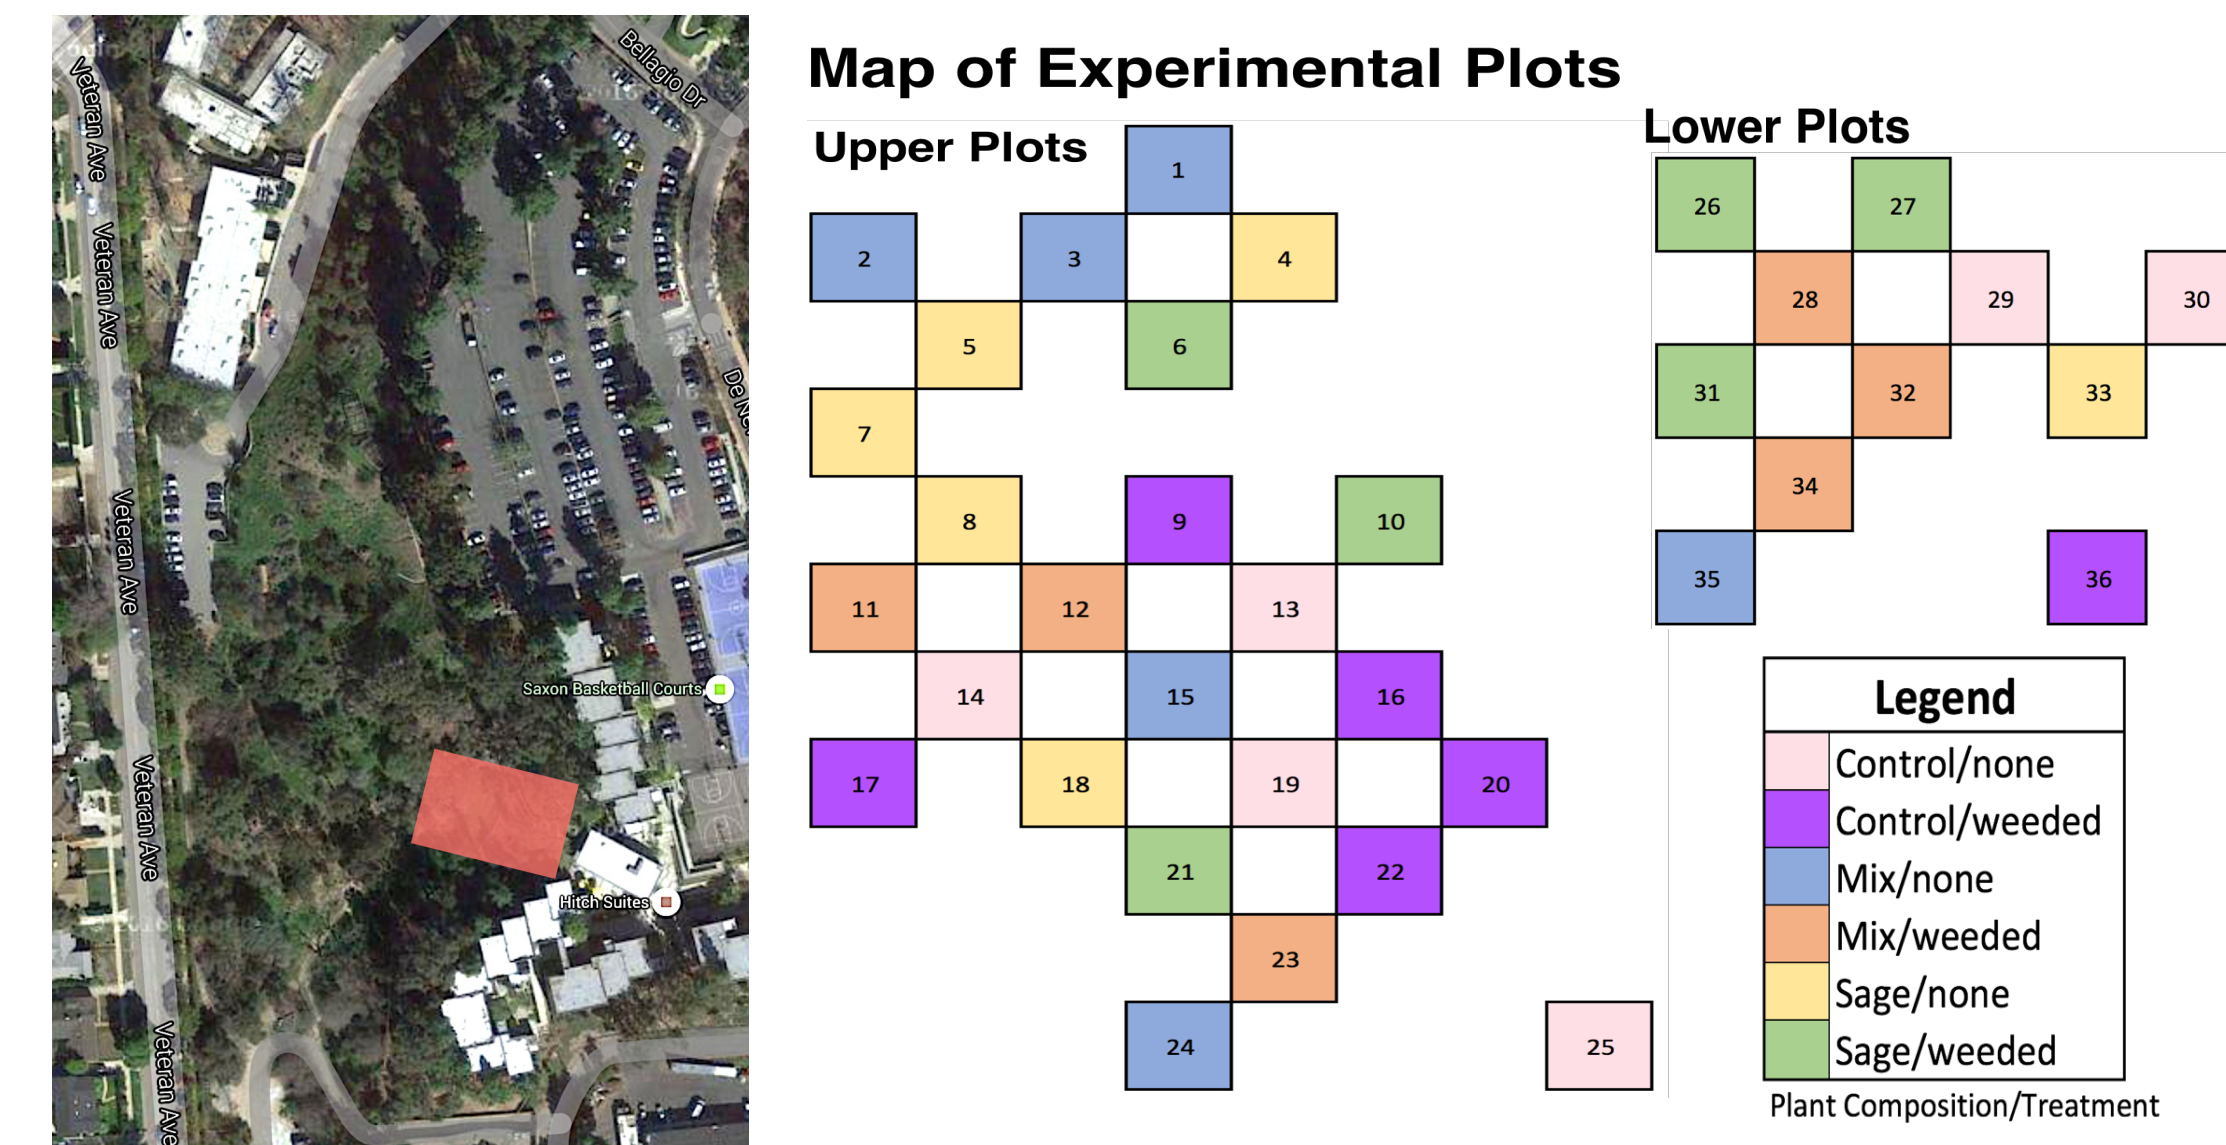 Veteran Ave
Veteran Ave
Veteran Ave
Veteran Ave
Veteran Ave
Bellagio Dr
Saxon Basketball Courts
Hitch Suites
Map of Experimental Plots
Upper Plots
1
2
3
4
5
6
7
8
9
10
11
12
13
14
15
16
17
18
19
20
21
22
23
24
25
Lower Plots
26
27
28
29
30
31
32
33
34
35
36
Legend
Control/none
Control/weeded
Mix/none
Mix/weeded
Sage/none
Sage/weeded
Plant Composition/Treatment